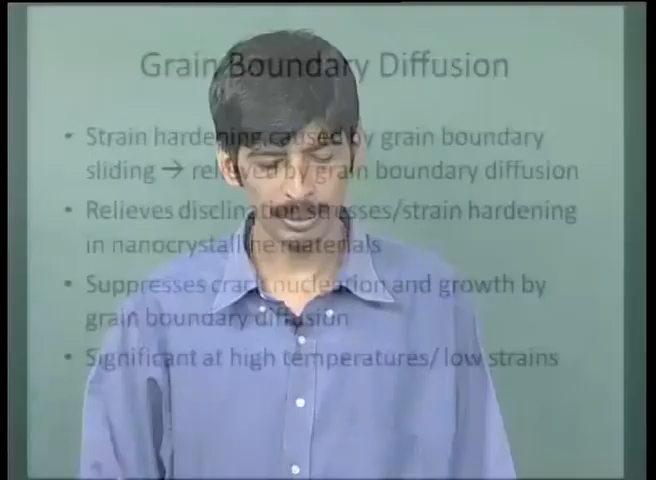 Grain Boundary Diffusion
• Strain hardening caused by grain boundary
sliding → relieved by grain boundary diffusion
• Relieves disclination stresses/strain hardening
in nanocrystalline materials
• Suppresses crack nucleation and growth by
grain boundary diffusion
• Significant at high temperatures/ low strains